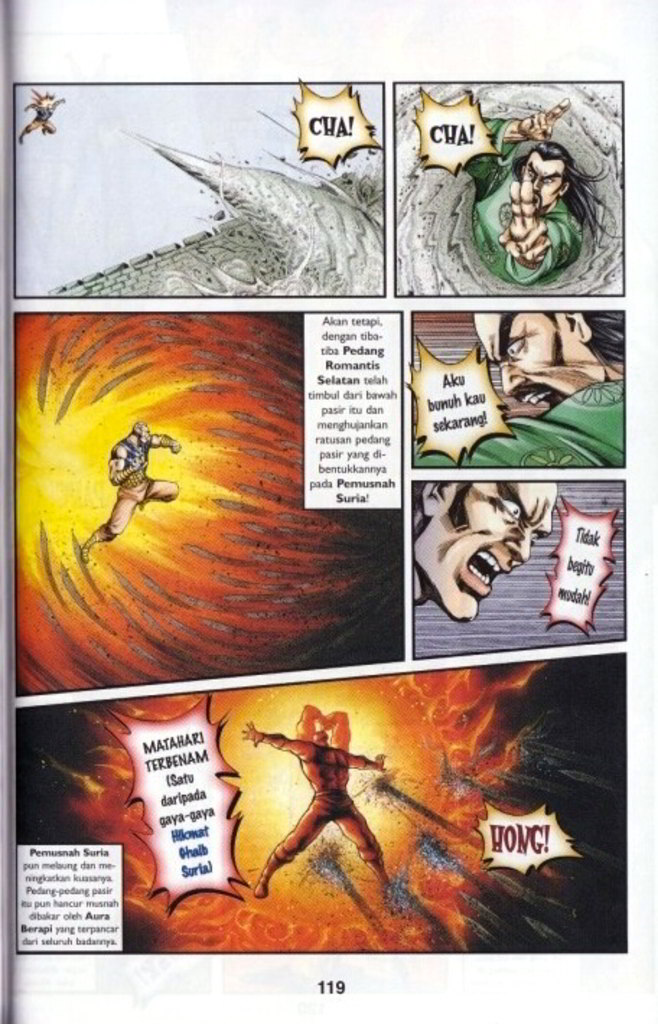 CHA!
CHA!
Akan tetapi,
dengan tiba-
tiba Pedang
Romantis
Selatan telah
timbul dari bawah
pasir itu dan
menghujankan
ratusan pedang
pasir yang di-
bentukkannya
pada Pemusnah
Suria!
Aku
bunuh kau
sekarang!
Tidak
begitu
mudah!
MATAHARI
TERBENAM
(Satu
daripada
gaya-gaya
Hikmat
Ghaib
Suria)
HONG!
Pemusnah Suria
pun melaung dan me-
ningkatkan kuasanya.
Pedang-pedang pasir
itu pun hancur musnah
dibakar oleh Aura
Berapi yang terpancar
dari seluruh badannya.
119